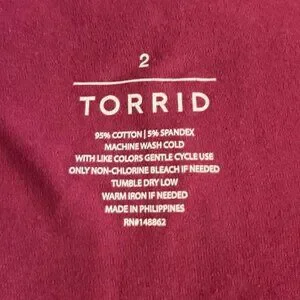 2
TORRID
95% COTTON | 5% SPANDEX
MACHINE WASH COLD
WITH LIKE COLORS GENTLE CYCLE USE
ONLY NON-CHLORINE BLEACH IF NEEDED
TUMBLE DRY LOW
WARM IRON IF NEEDED
MADE IN PHILIPPINES
RN#148862